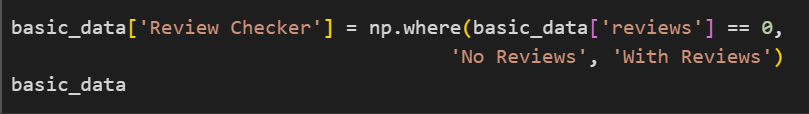 basic_data['Review Checker'] = np.where(basic_data['reviews'] == 0,
'No Reviews', 'With Reviews')
basic_data